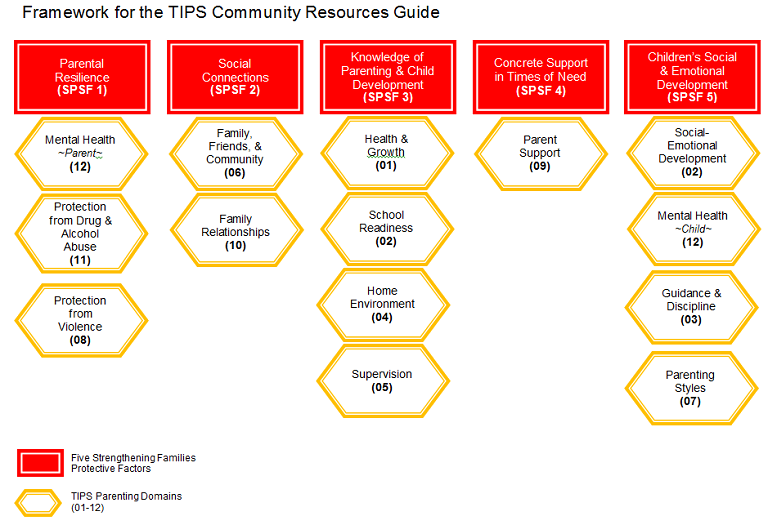 Framework for the TIPS Community Resources Guide
Parental
Resilience
(SPSF 1)
Social
Connections
(SPSF 2)
Knowledge of
Parenting & Child
Development
(SPSF 3)
Concrete Support
in Times of Need
(SPSF 4)
Children's Social
& Emotional
Development
(SPSF 5)
Mental Health
~Parent~
(12)
Family,
Friends, &
Community
(06)
Health &
Growth
(01)
Parent
Support
(09)
Social-
Emotional
Development
(02)
Protection
from Drug &
Alcohol
Abuse
(11)
Family
Relationships
(10)
School
Readiness
(02)
Mental Health
~Child~
(12)
Protection
from
Violence
(08)
Home
Environment
(04)
Guidance &
Discipline
(03)
Supervision
(05)
Parenting
Styles
(07)
Five Strengthening Families
Protective Factors
TIPS Parenting Domains
(01-12)